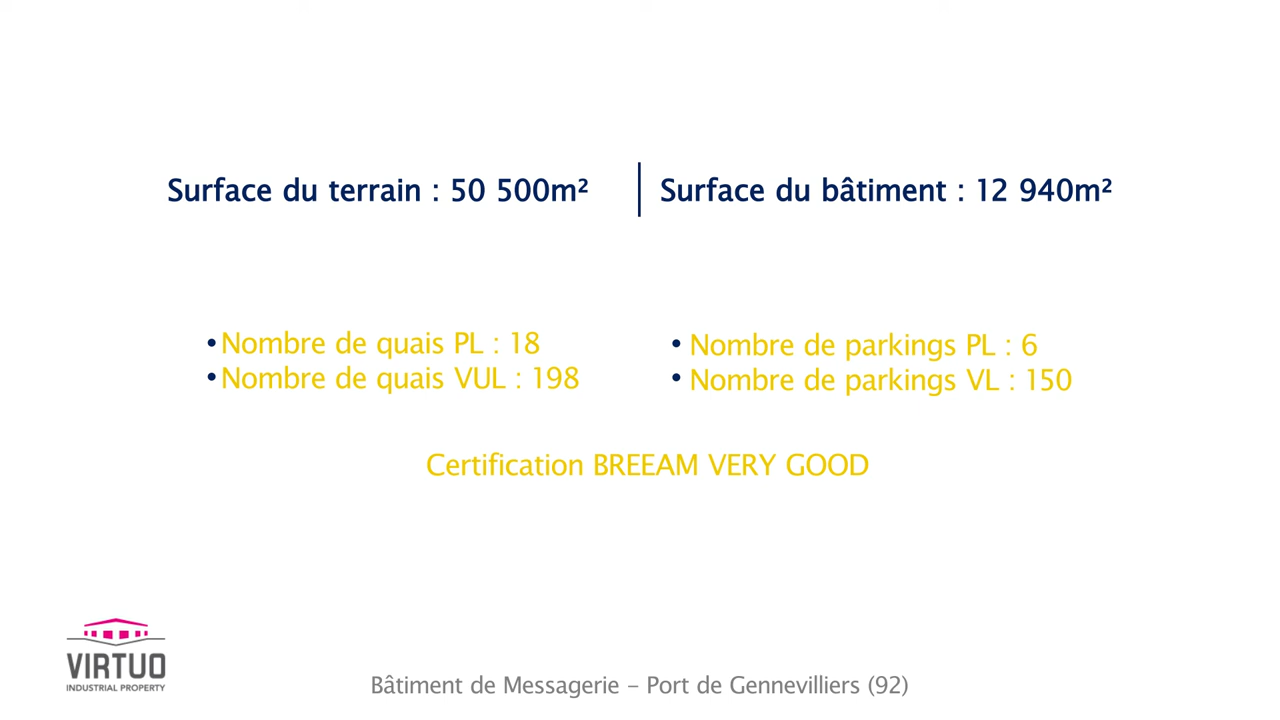 Surface du terrain : 50 500m²
Surface du bâtiment : 12 940m²
•Nombre de quais PL : 18
•Nombre de quais VUL : 198
• Nombre de parkings PL : 6
• Nombre de parkings VL : 150
Certification BREEAM VERY GOOD
VIRTUO
INDUSTRIAL PROPERTY
Bâtiment de Messagerie – Port de Gennevilliers (92)